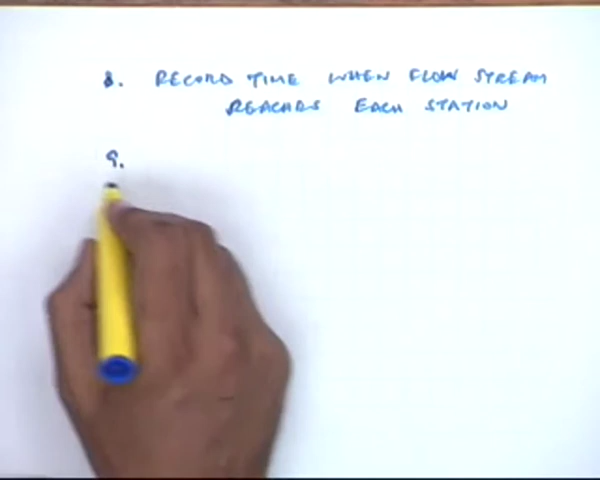 8. RECORD TIME WHEN FLOW STREAM
REACHES EACH STATION
9.